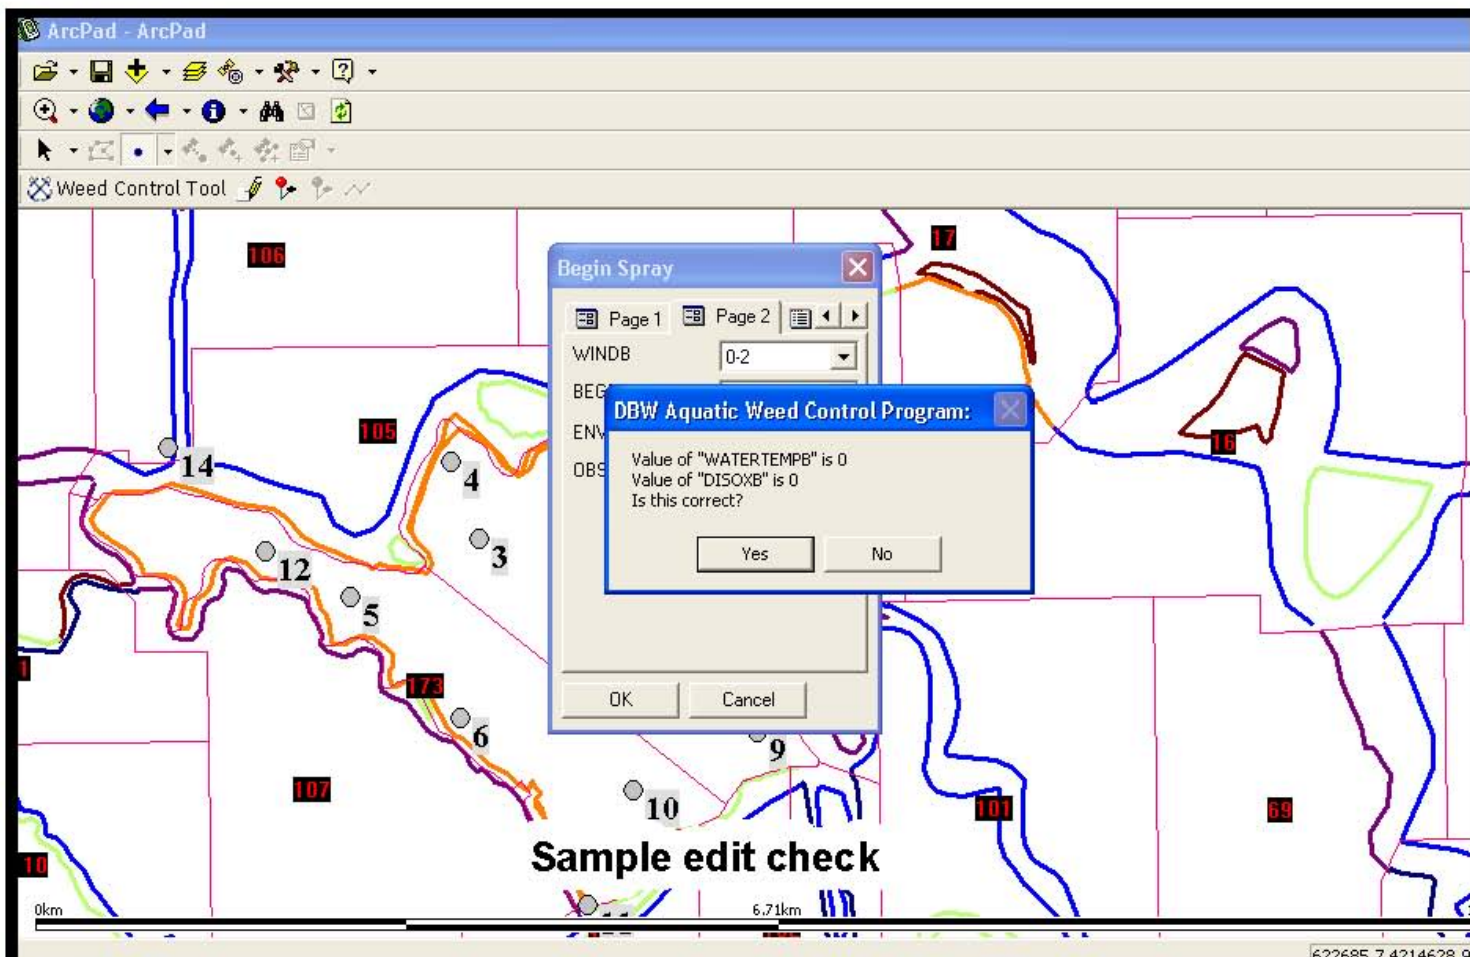 ArcPad - ArcPad
Weed Control Tool
106
17
Begin Spray
Page 1 Page 2
WINDB 0-2
DBW Aquatic Weed Control Program:
Value of "WATERTEMPB" is 0
Value of "DISOXB" is 0
Is this correct?
Yes No
OK Cancel
105
16
14
4
3
12
5
173
6
9
107
10
101
69
10
Sample edit check
0km 6.71km